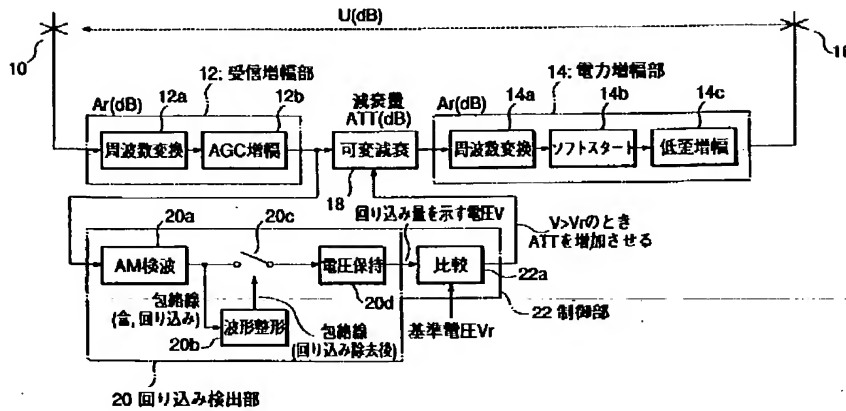 U(dB)
10
16
12: 受信増幅部
14: 電力増幅部
Ar(dB)
12a
12b
減衰量
ATT(dB)
Ar(dB)
14a
14b
14c
周波数変換
AGC増幅
可変減衰
周波数変換
ソフトスタート
低歪増幅
18
回り込み量を示す電圧V
V>Vrのとき
ATTを増加させる
20a
20c
AM検波
電圧保持
比較
22a
20d
包絡線
(含,回り込み)
波形整形
20b
包絡線
(回り込み除去後)
基準電圧Vr
22 制御部
20 回り込み検出部